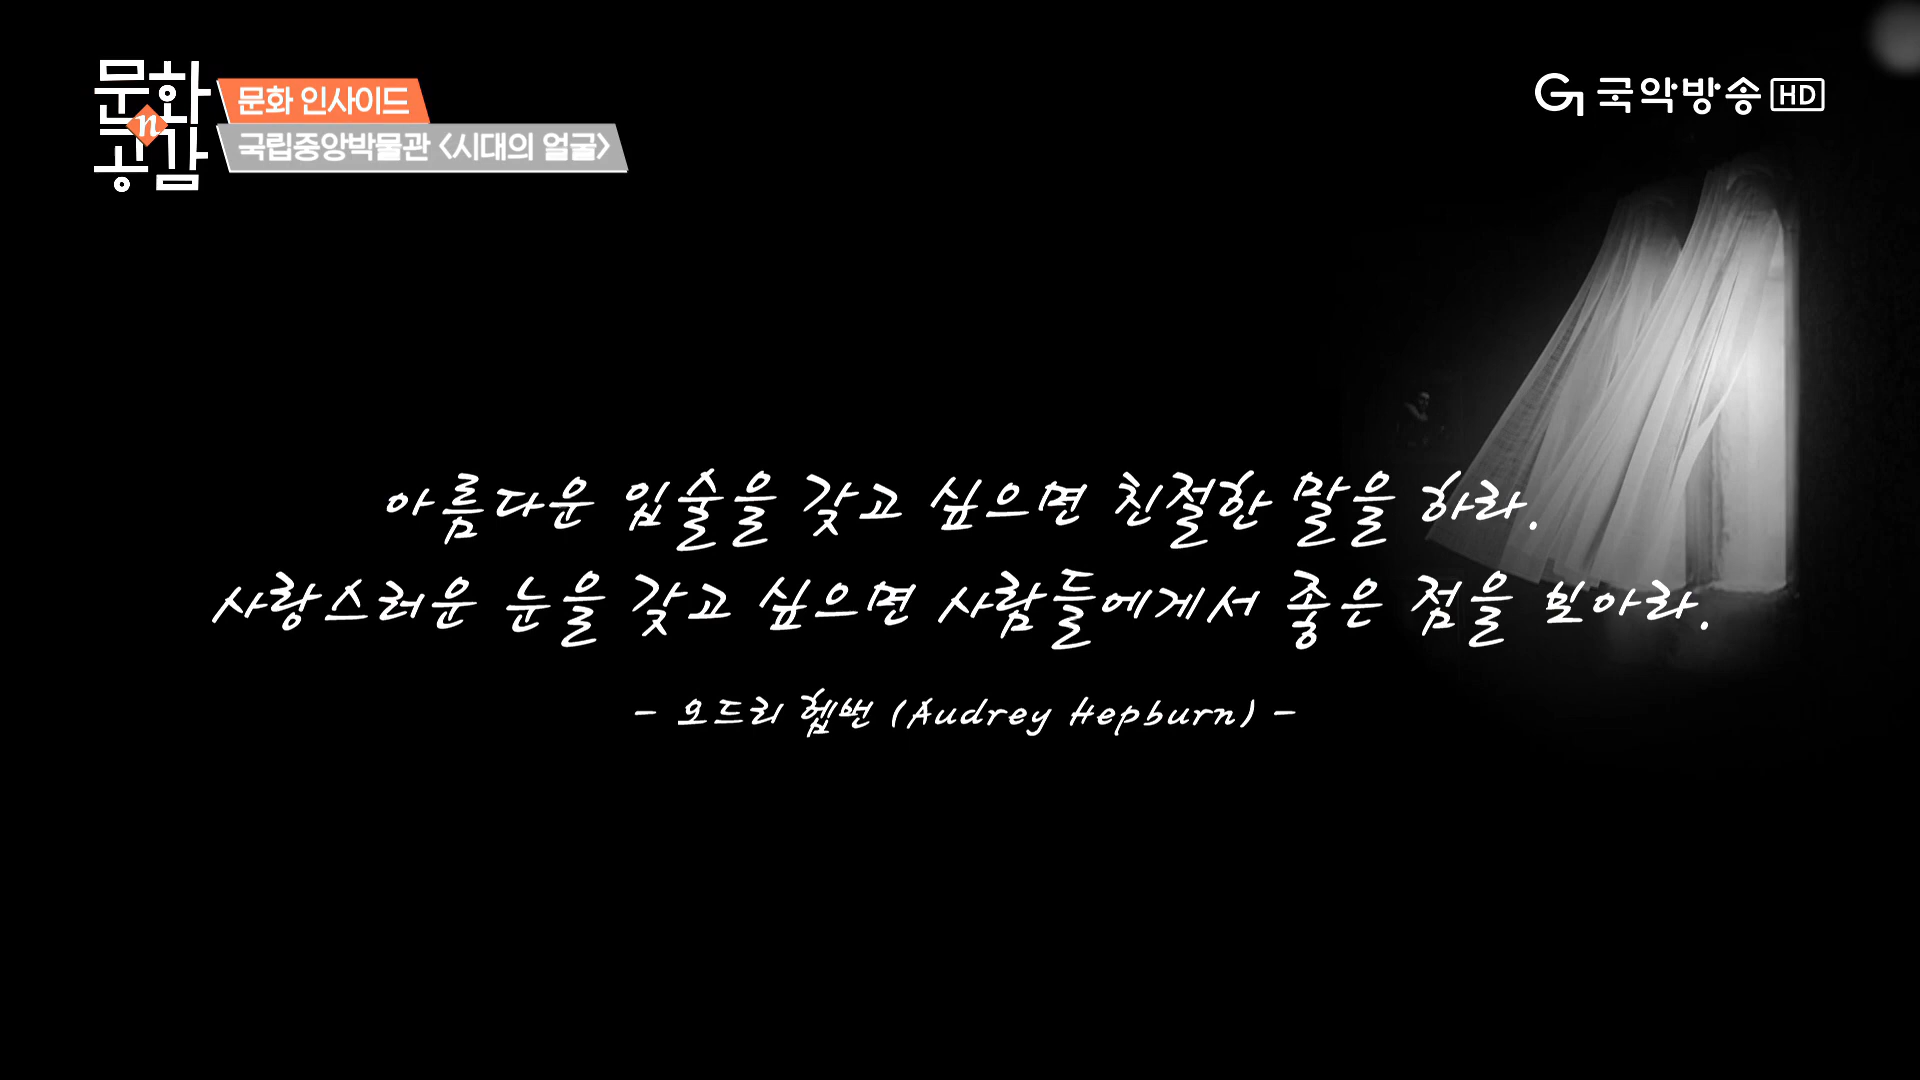 문화
n
공감
문화 인사이드
국립중앙박물관 <시대의 얼굴>
G1 국악방송 HD
아름다운 입술을 갖고 싶으면 친절한 말을 하라.
사랑스러운 눈을 갖고 싶으면 사람들에게서 좋은 점을 보아라.
- 오드리 헵번 (Audrey Hepburn) -